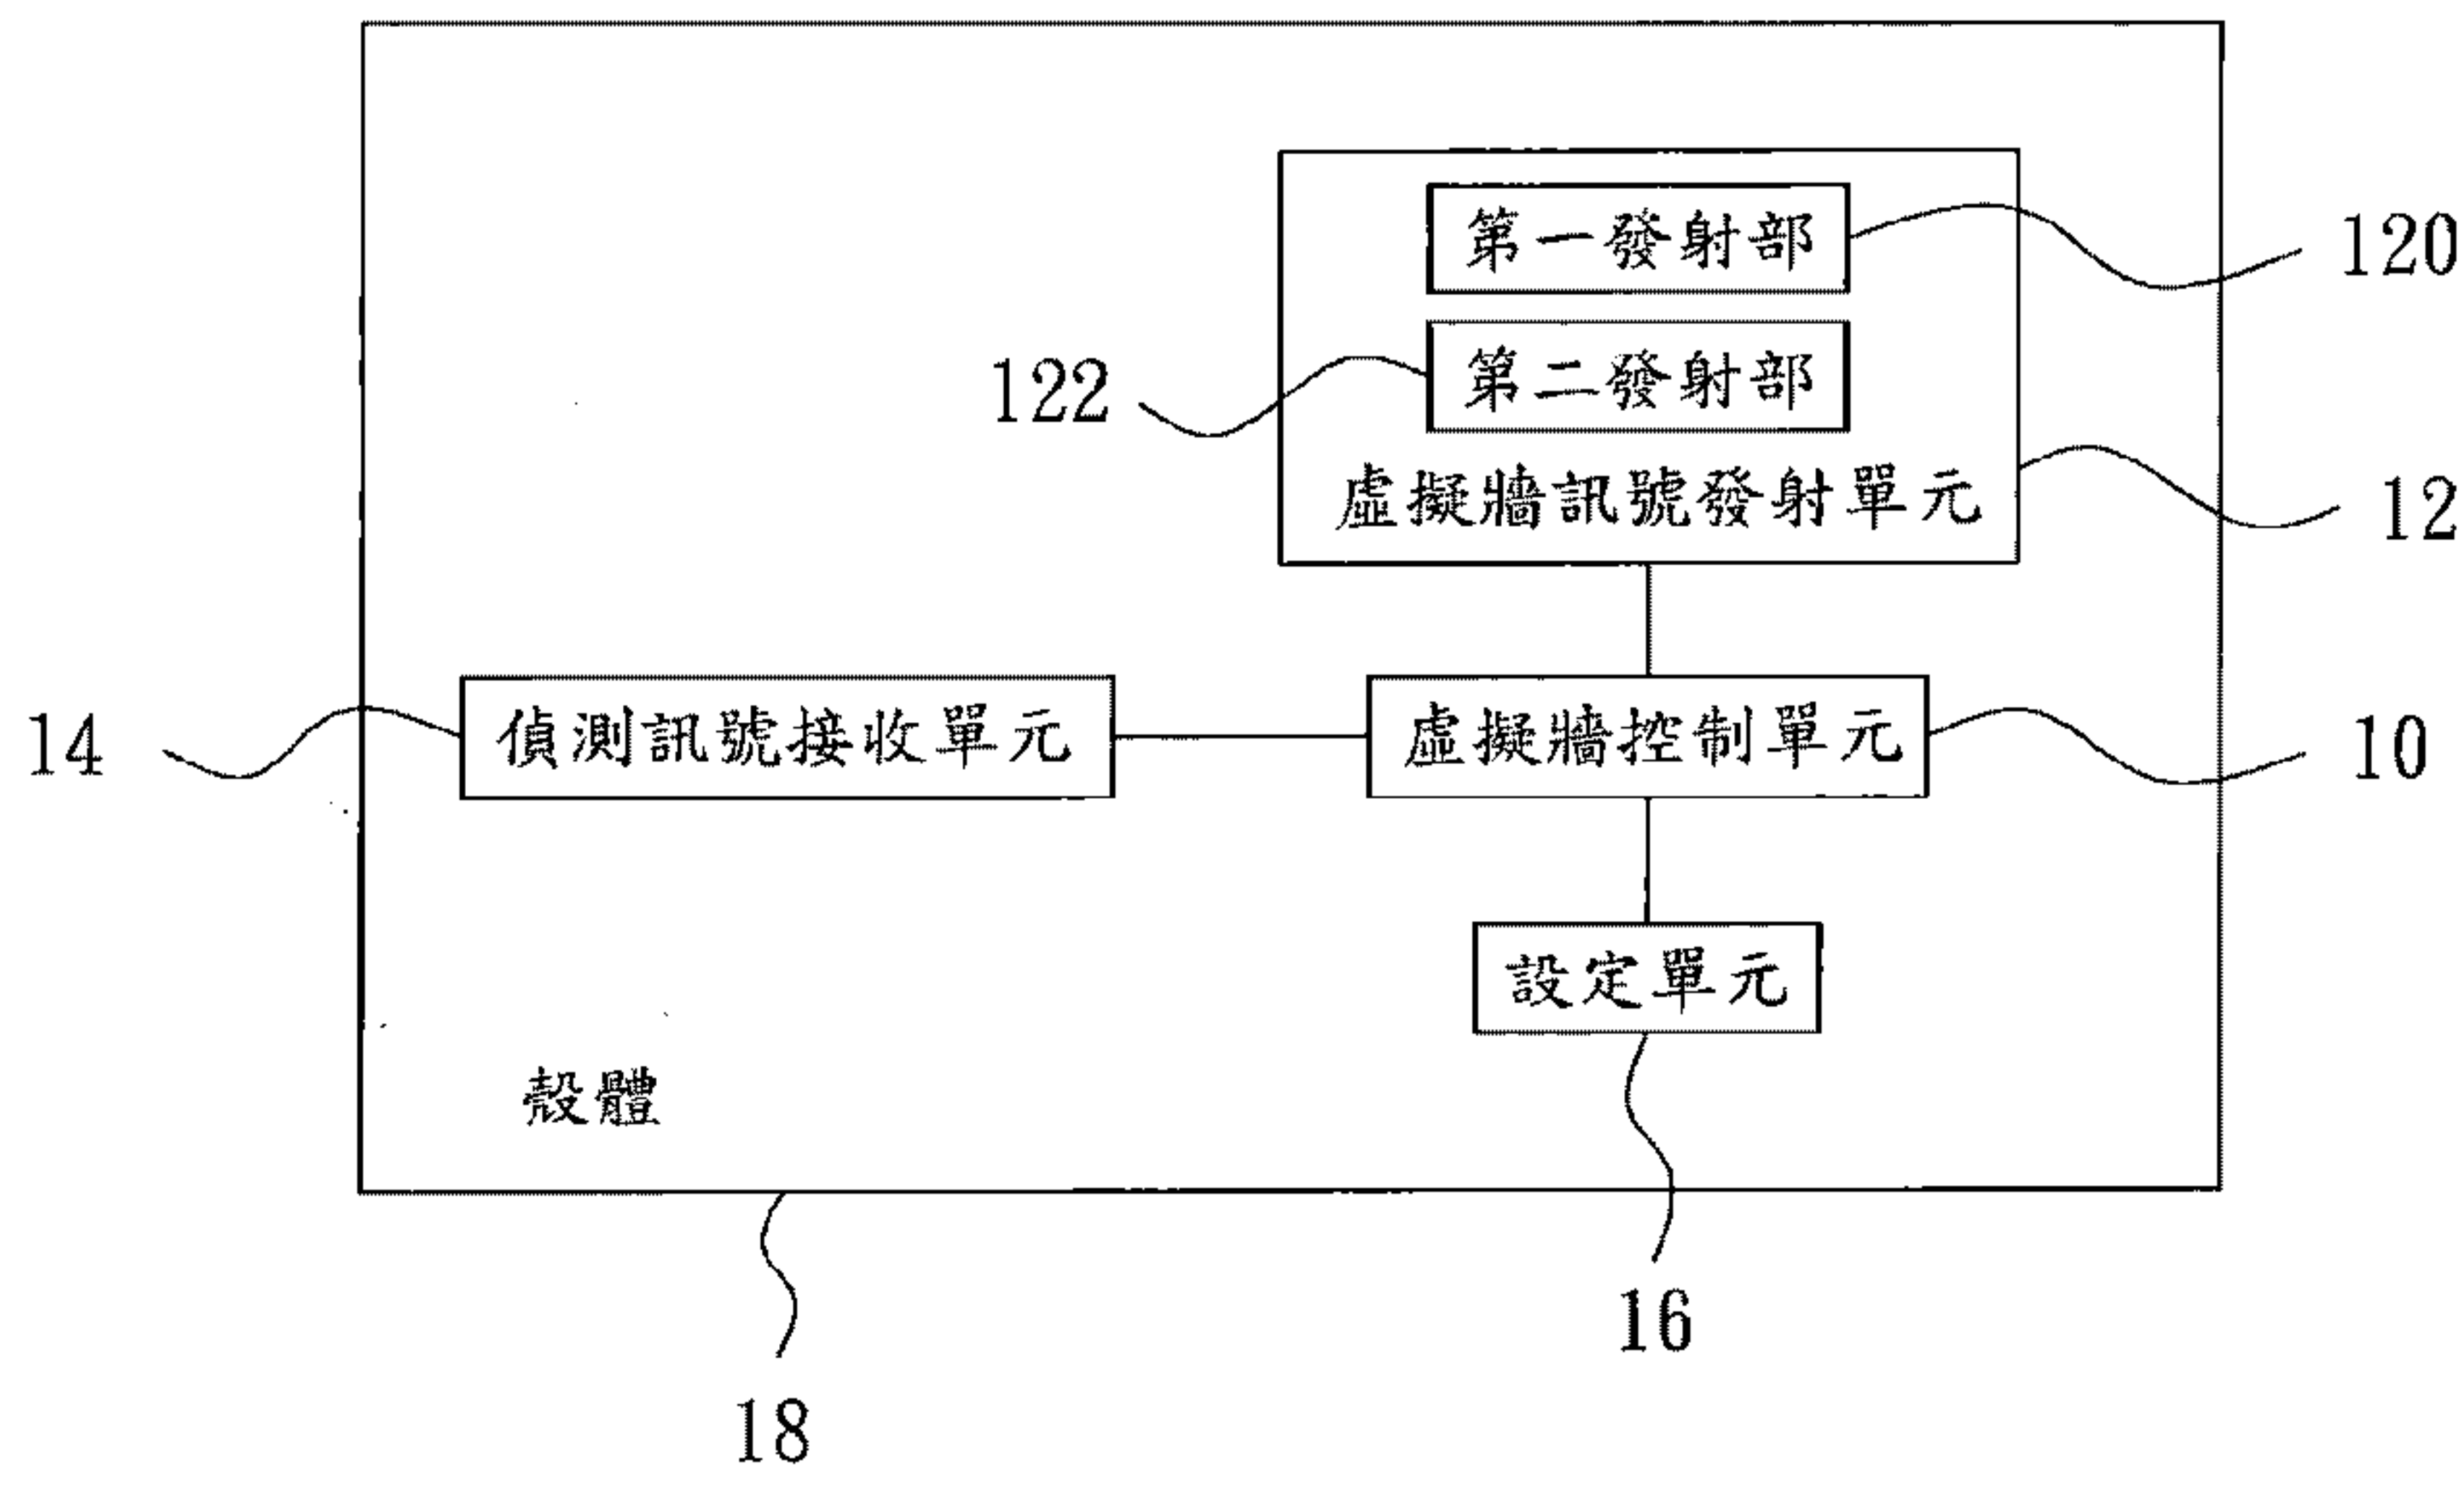 第一發射部
120
第二發射部
122
虛擬牆訊號發射單元
12
14
偵測訊號接收單元
虛擬牆控制單元
10
設定單元
殼體
16
18